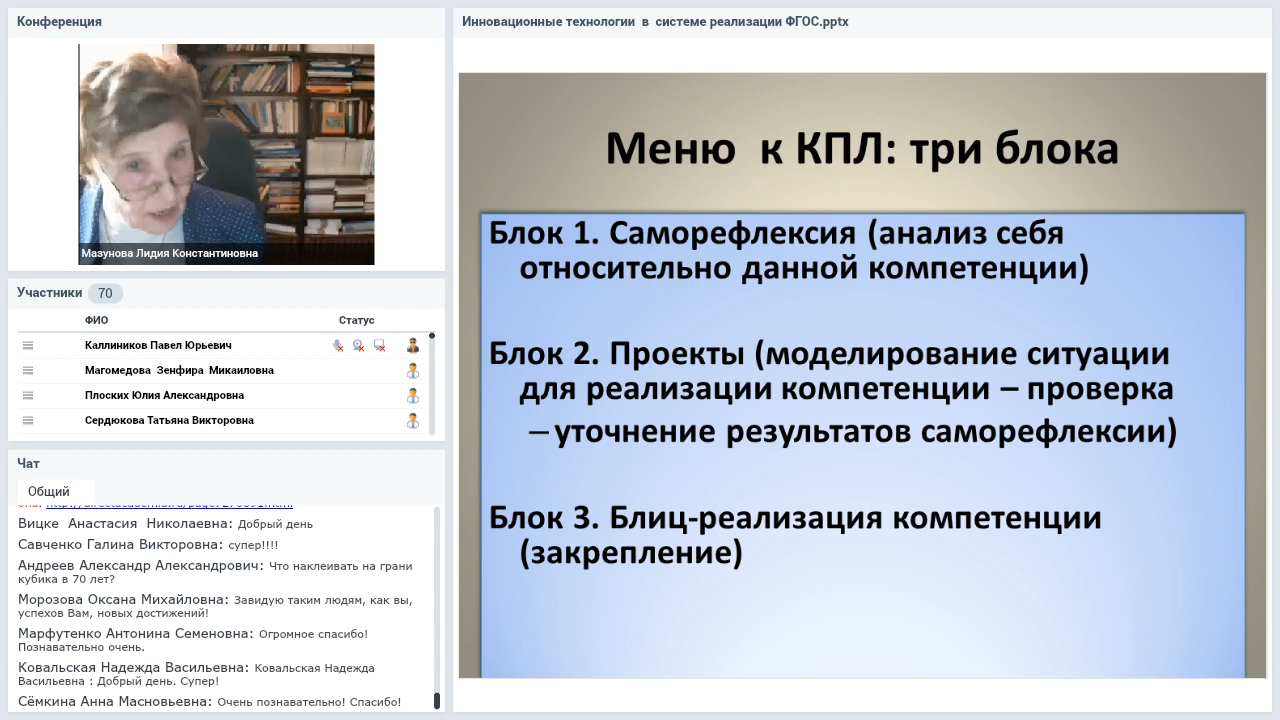 Конференция
Мазунова Лидия Константиновна
Участники 70
ФИО Статус
Каллиников Павел Юрьевич
Магомедова Зенфира Микаиловна
Плоских Юлия Александровна
Сердюкова Татьяна Викторовна
Чат
Общий
Вицке Анастасия Николаевна: Добрый день
Савченко Галина Викторовна: супер!!!!
Андреев Александр Александрович: Что наклеивать на грани
кубика в 70 лет?
Морозова Оксана Михайловна: Завидую таким людям, как вы,
успехов Вам, новых достижений!
Марфутенко Антонина Семеновна: Огромное спасибо!
Познавательно очень.
Ковальская Надежда Васильевна: Ковальская Надежда
Васильевна : Добрый день. Супер!
Сёмкина Анна Масновьевна: Очень познавательно! Спасибо!
Инновационные технологии в системе реализации ФГОС.pptx
Меню к КПЛ: три блока
Блок 1. Саморефлексия (анализ себя
относительно данной компетенции)
Блок 2. Проекты (моделирование ситуации
для реализации компетенции – проверка
– уточнение результатов саморефлексии)
Блок 3. Блиц-реализация компетенции
(закрепление)